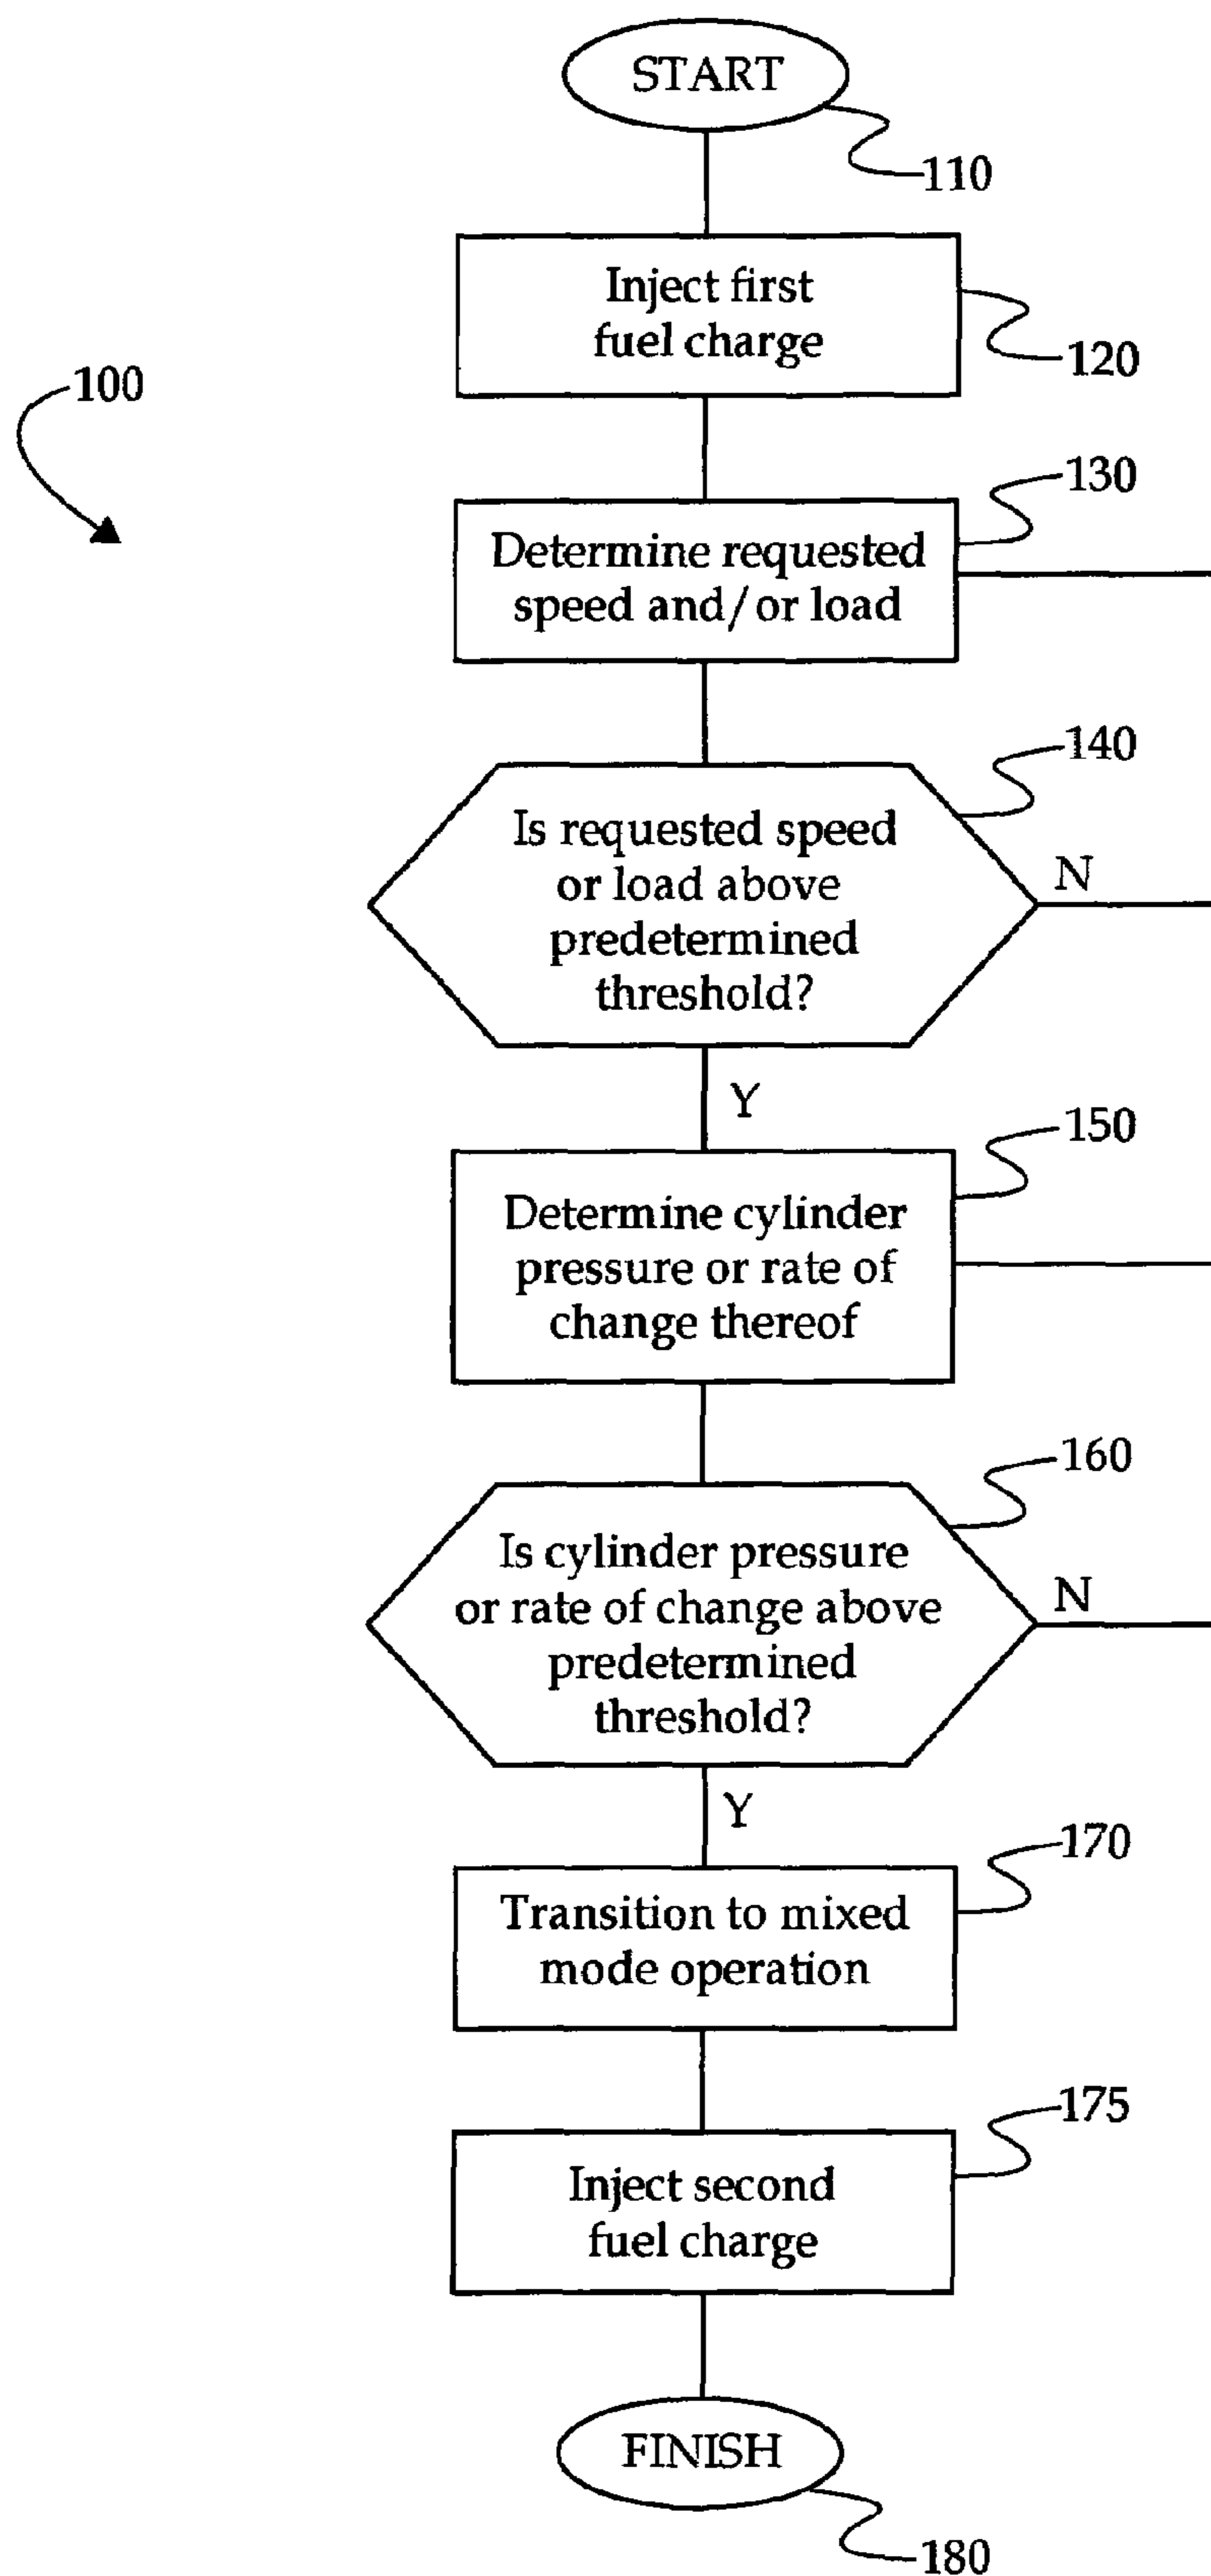 START
110
Inject first
fuel charge
120
100
130
Determine requested
speed and/or load
140
Is requested speed
or load above
predetermined
threshold?
N
Y
150
Determine cylinder
pressure or rate of
change thereof
160
Is cylinder pressure
or rate of change above
predetermined
threshold?
N
Y
170
Transition to mixed
mode operation
175
Inject second
fuel charge
FINISH
180